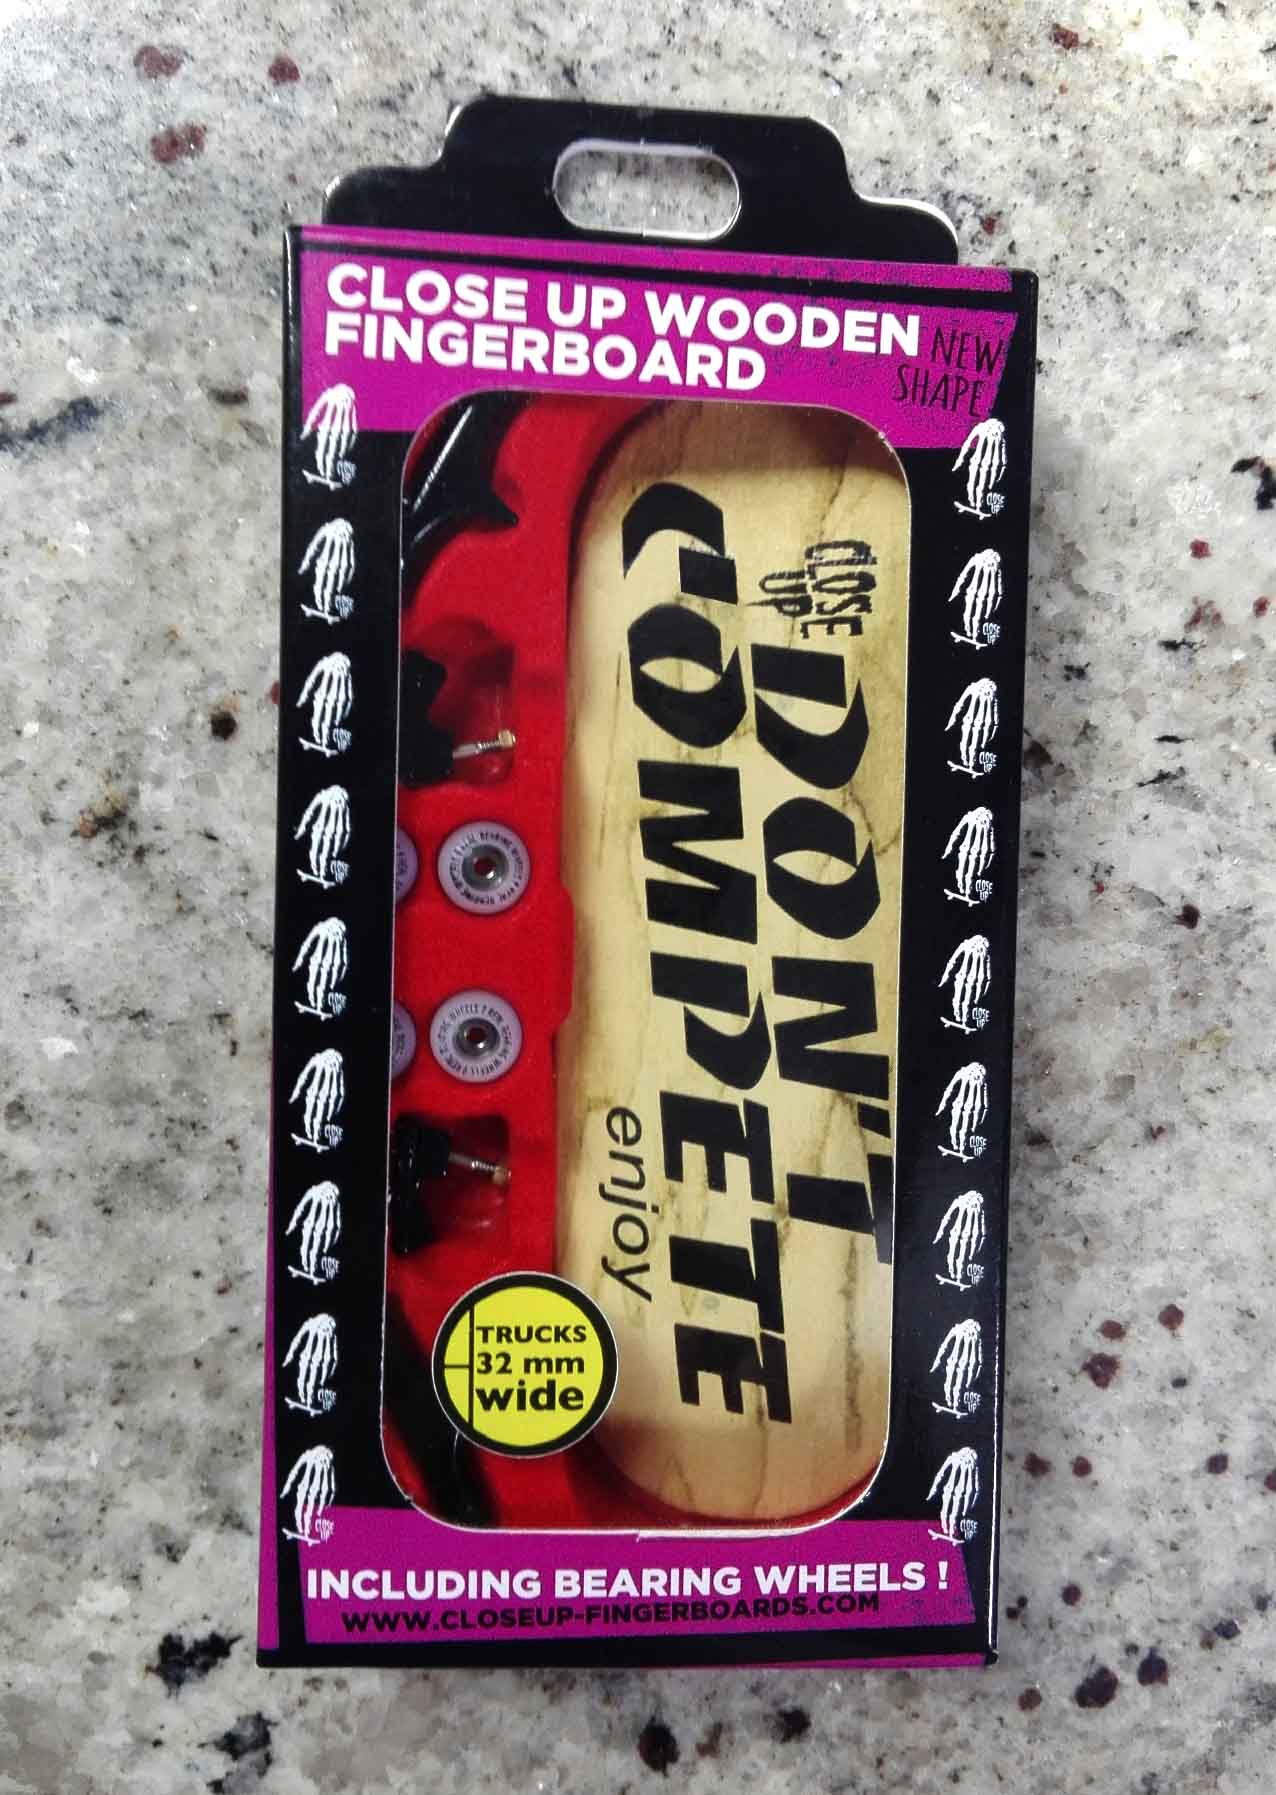 CLOSE UP WOODEN
FINGERBOARD
NEW
SHAPE
CLOSE
UP
DON'T
COMPETE
enjoy
TRUCKS
32 mm
wide
INCLUDING BEARING WHEELS !
WWW.CLOSEUP-FINGERBOARDS.COM